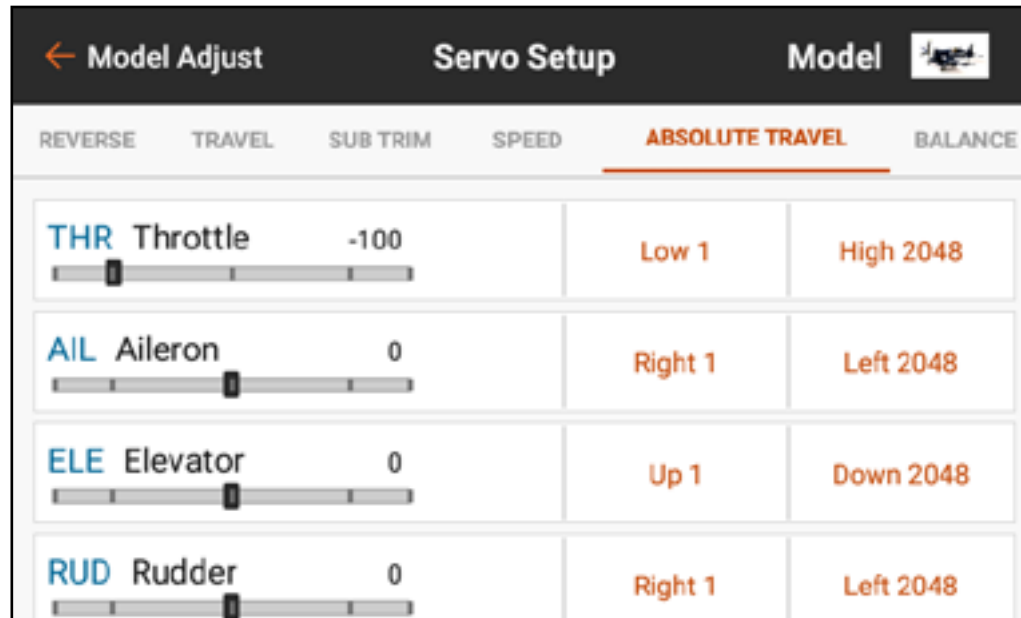 ← Model Adjust Servo Setup Model
REVERSE TRAVEL SUB TRIM SPEED ABSOLUTE TRAVEL BALANCE
THR Throttle -100 Low 1 High 2048
AIL Aileron 0 Right 1 Left 2048
ELE Elevator 0 Up 1 Down 2048
RUD Rudder 0 Right 1 Left 2048